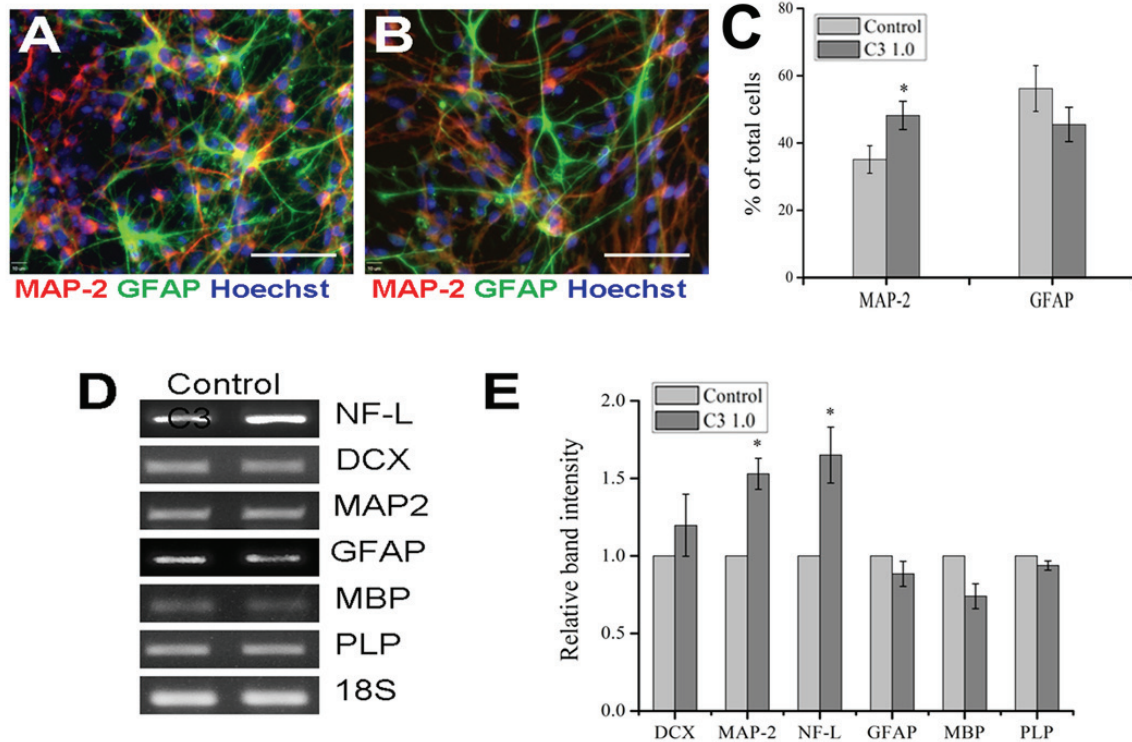 A
MAP-2 GFAP Hoechst
B
MAP-2 GFAP Hoechst
C
Control
C3 1.0
% of total cells
80
60
40
20
0
*
MAP-2
GFAP
D
Control
C3
NF-L
DCX
MAP2
GFAP
MBP
PLP
18S
E
Control
C3 1.0
Relative band intensity
2.0
1.5
1.0
0.5
0.0
*
*
DCX MAP-2 NF-L GFAP MBP PLP